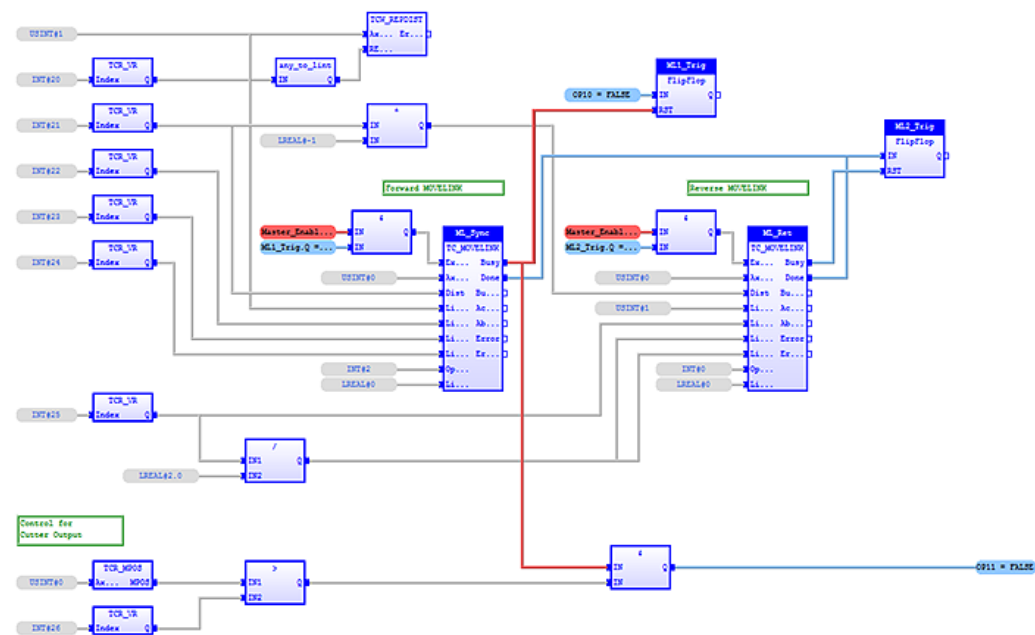 TCW_REPDIST
USINT#1
Ax... Er...
RE...
TCR_VR
any_to_lint
INT#20
Index Q
IN Q
ML1_Trig
FlipFlop
OP10 = FALSE
IN Q
RST
TCR_VR
*
INT#21
Index Q
IN Q
LREAL#-1
IN
ML2_Trig
FlipFlop
IN Q
RST
TCR_VR
INT#22
Index Q
Forward MOVELINK
Reverse MOVELINK
TCR_VR
INT#23
Index Q
&
Master_Enabl...
IN Q
ML1_Trig.Q =...
IN
&
Master_Enabl...
IN Q
ML2_Trig.Q =...
IN
ML_Sync
TC_MOVELINK
Ex... Busy
USINT#0
Ax... Done
Dist Bu...
Li... Ac...
Li... Ab...
Li... Error
Li... Er...
INT#2
Op...
LREAL#0
Li...
ML_Ret
TC_MOVELINK
Ex... Busy
USINT#0
Ax... Done
Dist Bu...
USINT#1
Li... Ac...
Li... Ab...
Li... Error
Li... Er...
INT#0
Op...
LREAL#0
Li...
TCR_VR
INT#24
Index Q
TCR_VR
INT#25
Index Q
/
IN1 Q
LREAL#2.0
IN2
Control for
Cutter Output
TCR_MPOS
USINT#0
Ax... MPOS
>
IN1 Q
IN2
TCR_VR
INT#26
Index Q
&
IN Q
IN
OP11 = FALSE